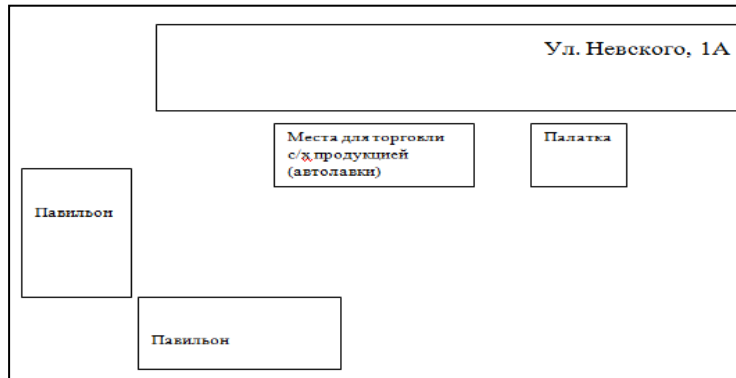 Ул. Невского, 1А
Места для торговли
с/х продукцией
(автолавки)
Палатка
Павильон
Павильон